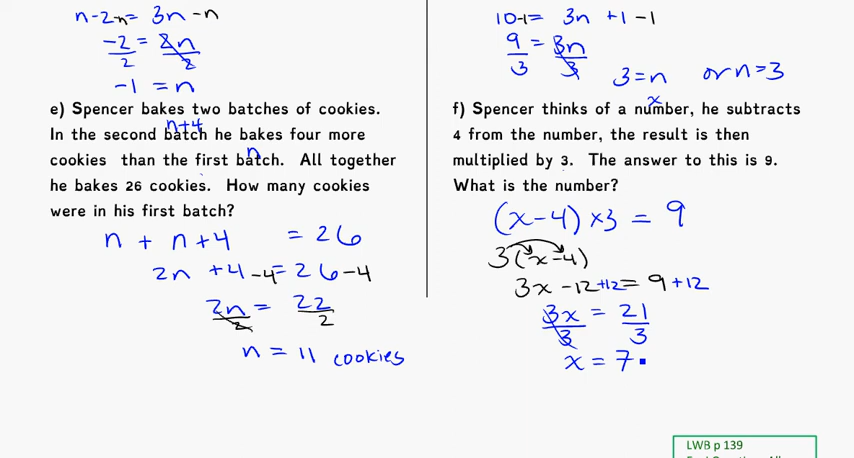 n - 2 - n = 3n - n
-2/2 = 2n/2
-1 = n
e) Spencer bakes two batches of cookies.
n+4
In the second batch he bakes four more
n
cookies than the first batch. All together
he bakes 26 cookies. How many cookies
were in his first batch?
n + n + 4 = 26
2n + 4 - 4 = 26 - 4
2n/2 = 22/2
n = 11 cookies
10 - 1 = 3n + 1 - 1
9/3 = 3n/3
3 = n or n = 3
x
f) Spencer thinks of a number, he subtracts
4 from the number, the result is then
multiplied by 3. The answer to this is 9.
What is the number?
(x - 4) × 3 = 9
3(x - 4)
3x - 12 + 12 = 9 + 12
3x/3 = 21/3
x = 7
LWB p 139